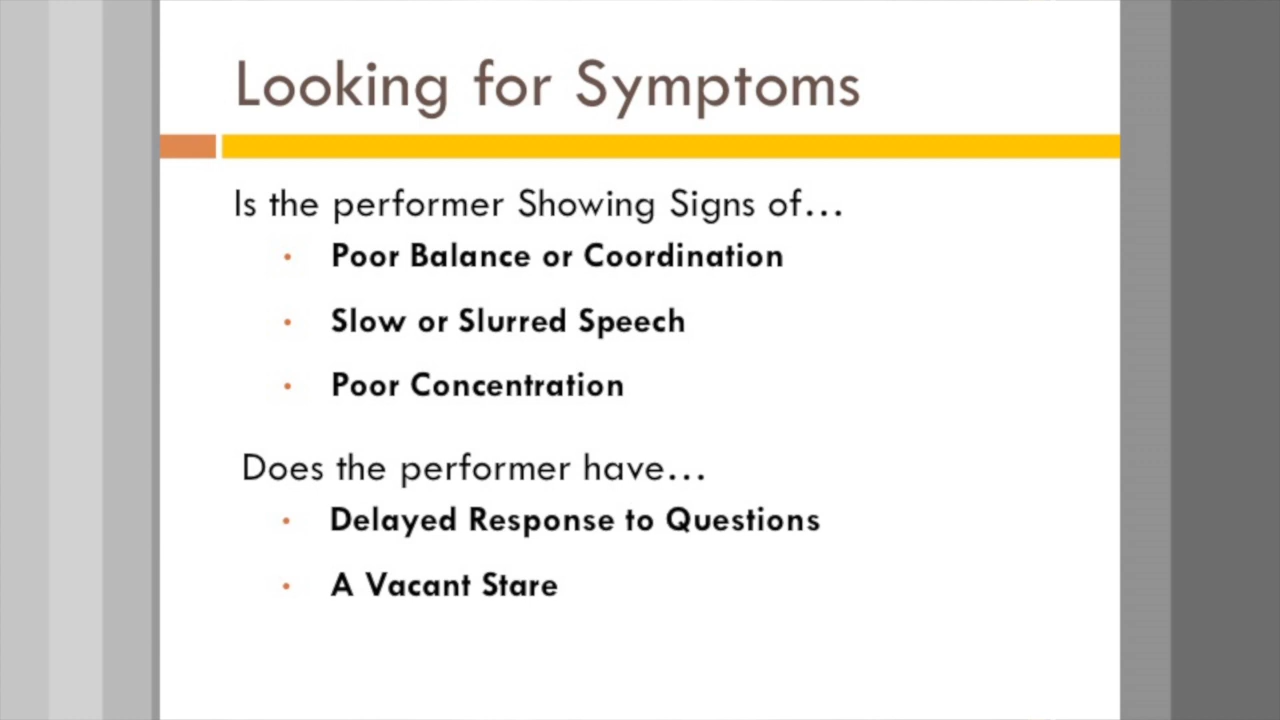 Looking for Symptoms
Is the performer Showing Signs of...
• Poor Balance or Coordination
• Slow or Slurred Speech
• Poor Concentration
Does the performer have...
• Delayed Response to Questions
• A Vacant Stare